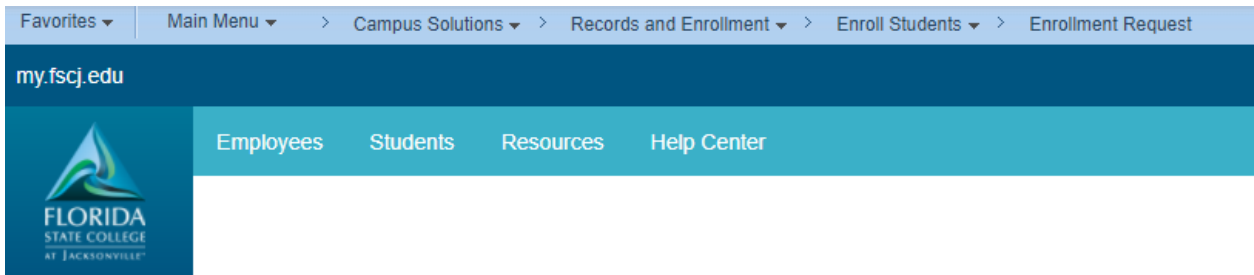 Favorites Main Menu > Campus Solutions > Records and Enrollment > Enroll Students > Enrollment Request
my.fscj.edu
Employees Students Resources Help Center
FLORIDA
STATE COLLEGE
AT JACKSONVILLE